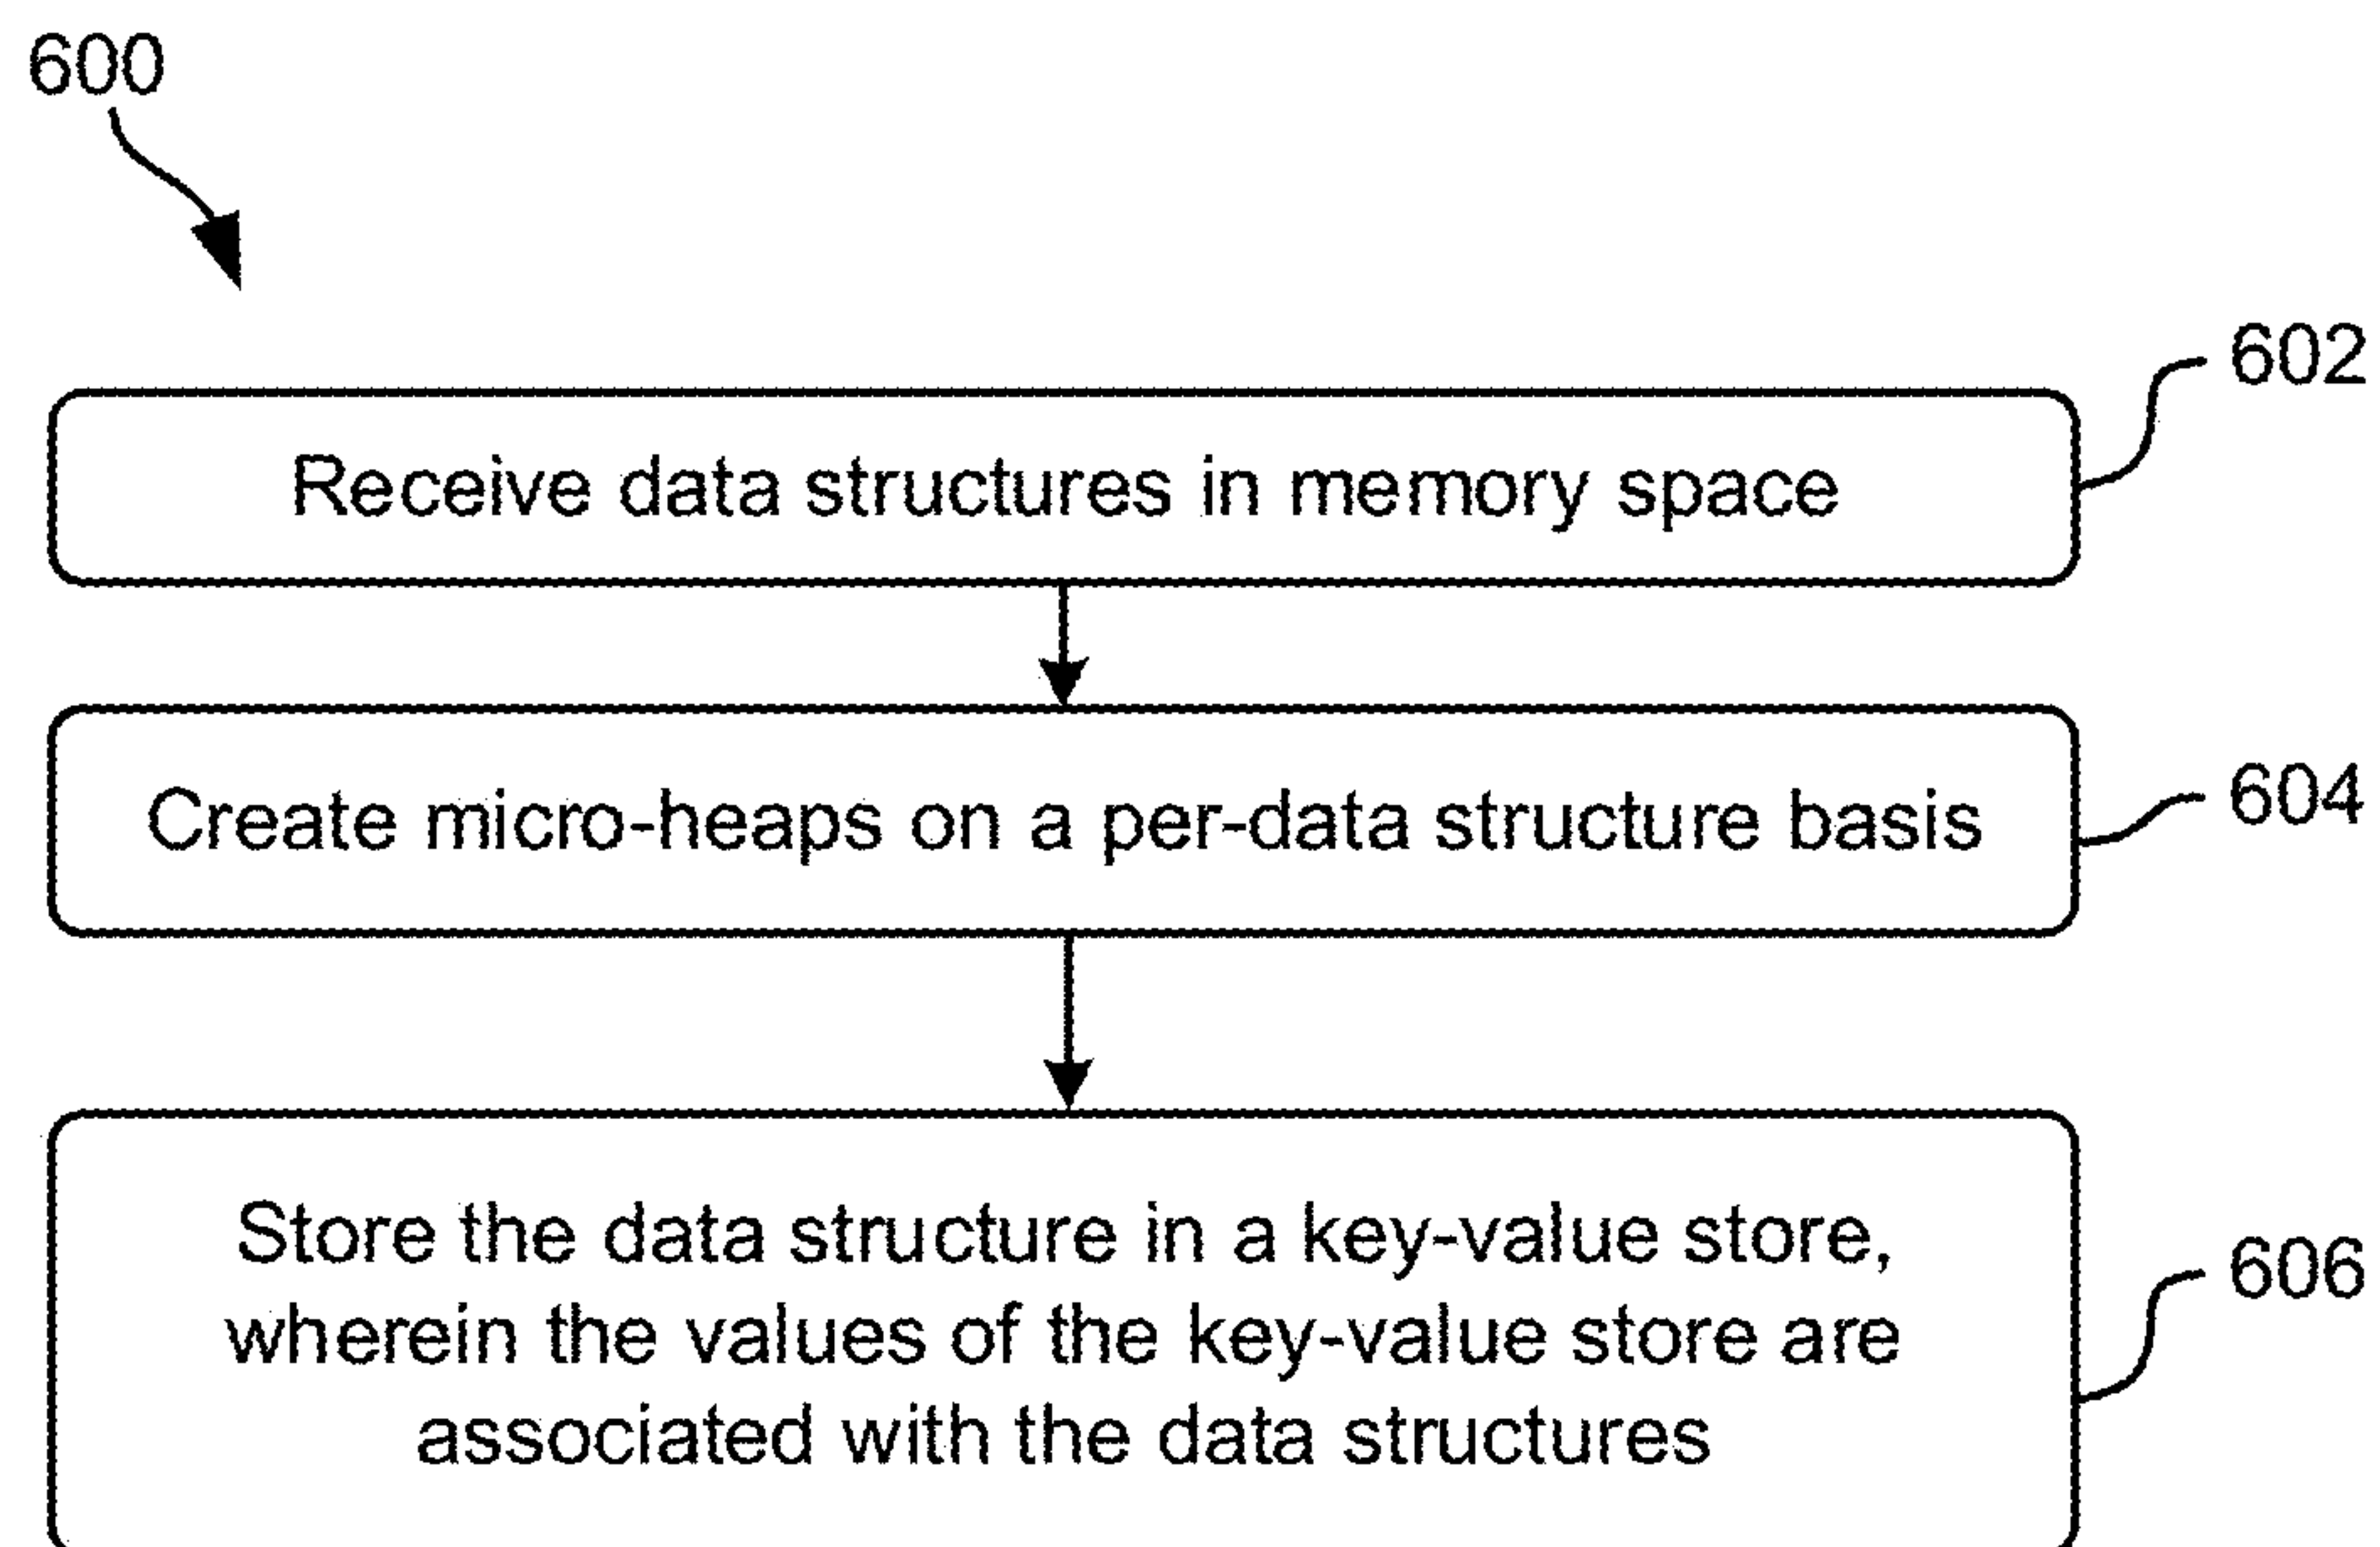 600
602
Receive data structures in memory space
Create micro-heaps on a per-data structure basis
604
Store the data structure in a key-value store,
wherein the values of the key-value store are
associated with the data structures
606